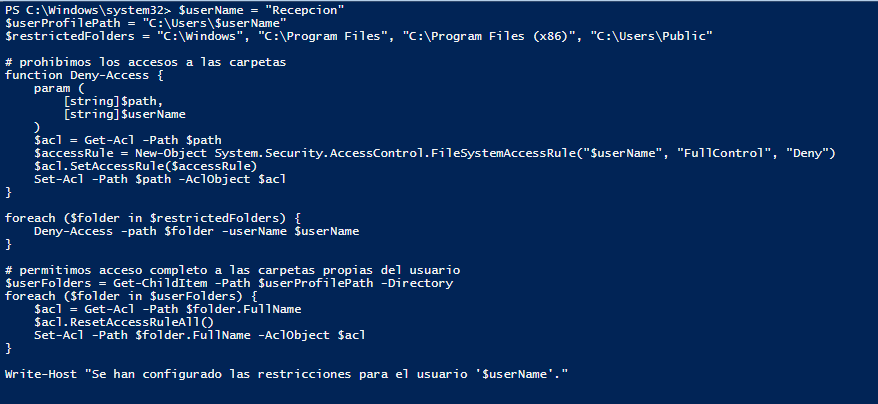 PS C:\Windows\system32> $userName = "Recepcion"
$userProfilePath = "C:\Users\$userName"
$restrictedFolders = "C:\Windows", "C:\Program Files", "C:\Program Files (x86)", "C:\Users\Public"

# prohibimos los accesos a las carpetas
function Deny-Access {
    param (
        [string]$path,
        [string]$userName
    )
    $acl = Get-Acl -Path $path
    $accessRule = New-Object System.Security.AccessControl.FileSystemAccessRule("$userName", "FullControl", "Deny")
    $acl.SetAccessRule($accessRule)
    Set-Acl -Path $path -AclObject $acl
}

foreach ($folder in $restrictedFolders) {
    Deny-Access -path $folder -userName $userName
}

# permitimos acceso completo a las carpetas propias del usuario
$userFolders = Get-ChildItem -Path $userProfilePath -Directory
foreach ($folder in $userFolders) {
    $acl = Get-Acl -Path $folder.FullName
    $acl.ResetAccessRuleAll()
    Set-Acl -Path $folder.FullName -AclObject $acl
}

Write-Host "Se han configurado las restricciones para el usuario '$userName'."